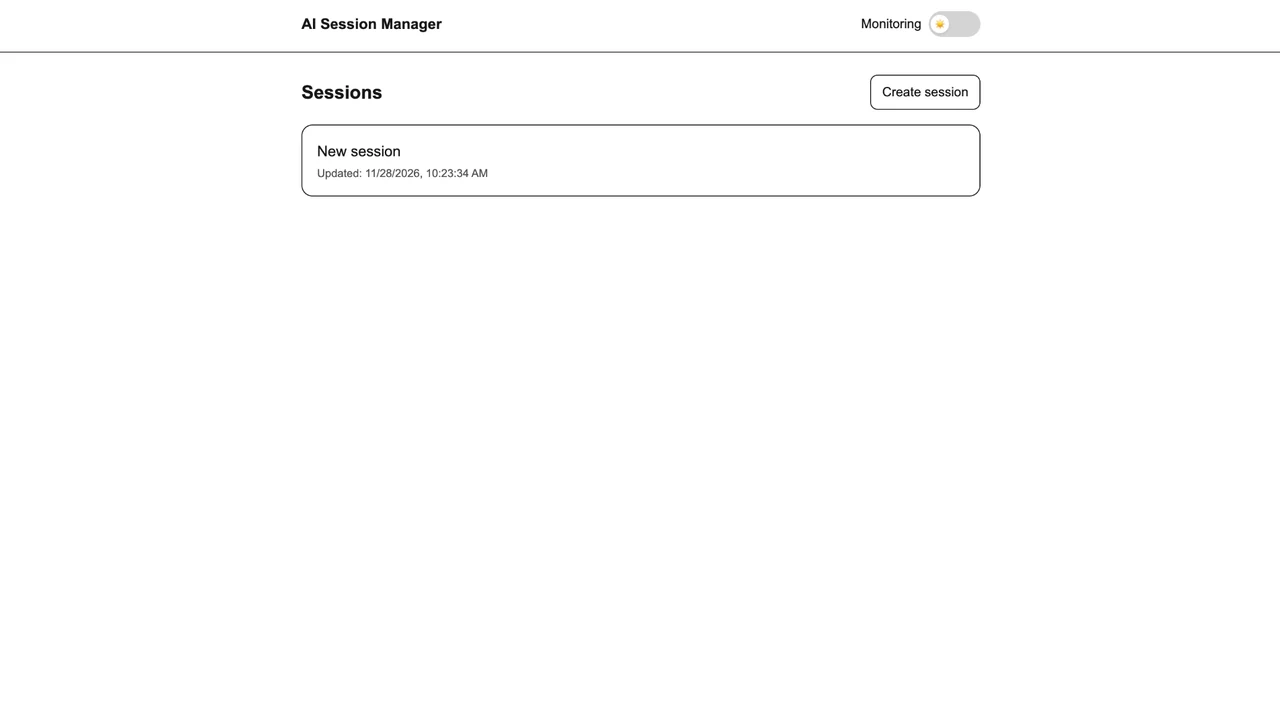 AI Session Manager
Monitoring
Sessions
Create session
New session
Updated: 11/28/2026, 10:23:34 AM